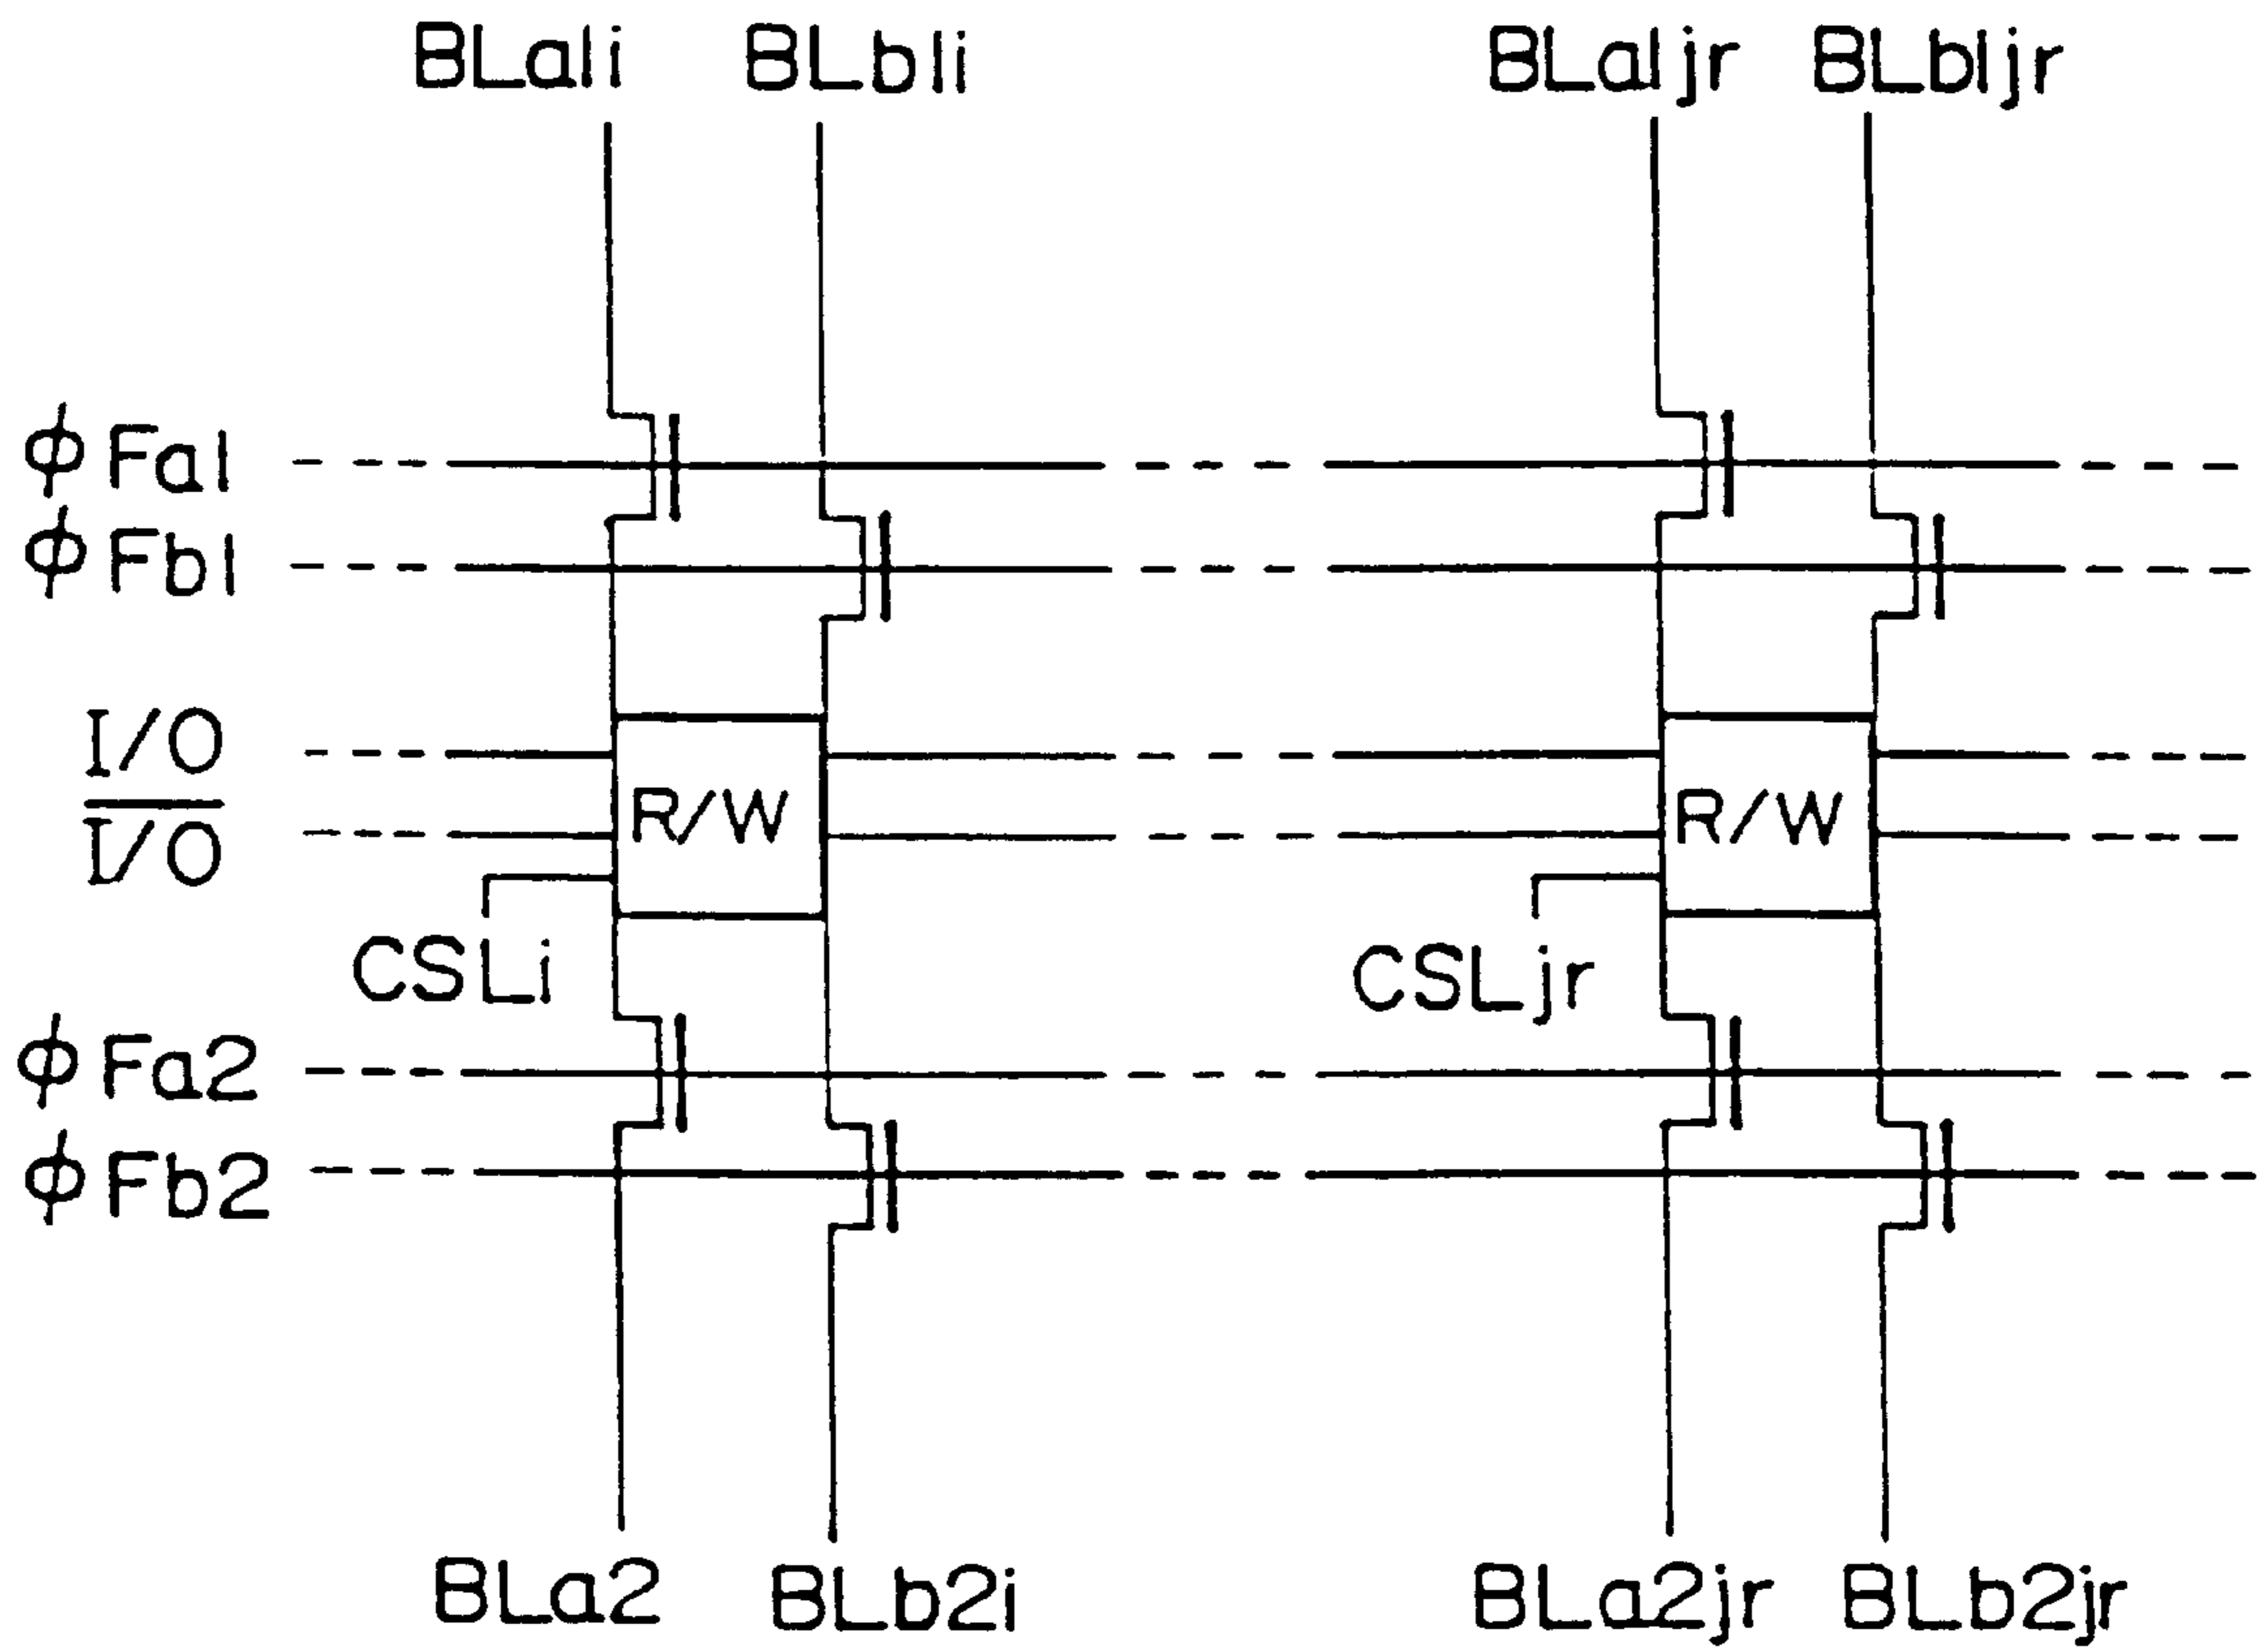 BLa1i BLb1i BLa1jr BLb1jr
ϕFa1
ϕFb1
I/O
R/W R/W
I̅/̅O̅
CSLi CSLjr
ϕFa2
ϕFb2
BLa2 BLb2i BLa2jr BLb2jr